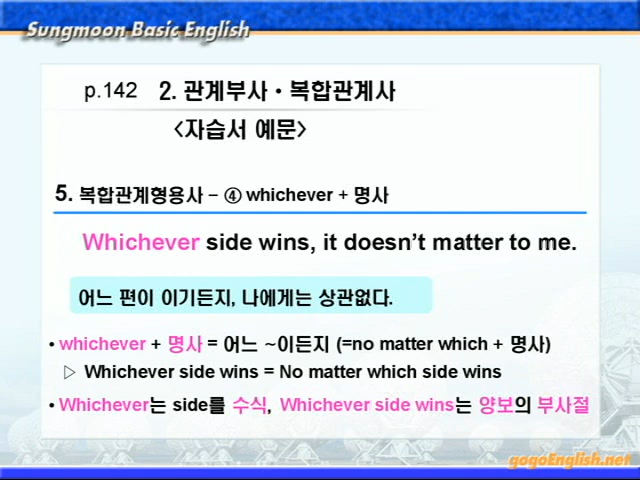 Sungmoon Basic English
p.142 2. 관계부사・복합관계사
<자습서 예문>
5. 복합관계형용사 – ④ whichever + 명사
Whichever side wins, it doesn't matter to me.
어느 편이 이기든지, 나에게는 상관없다.
• whichever + 명사 = 어느 ~이든지 (=no matter which + 명사)
▷ Whichever side wins = No matter which side wins
• Whichever는 side를 수식, Whichever side wins는 양보의 부사절
gogoEnglish.net